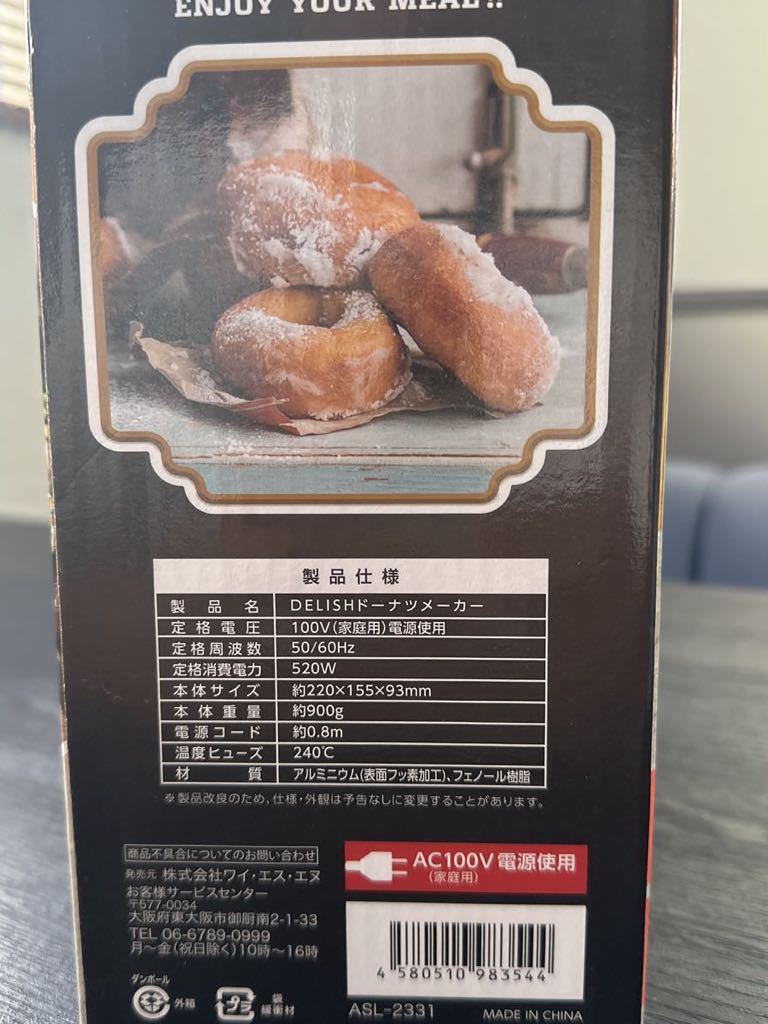 ENJOY YOUR MEAL!!
製品仕様
製品名 DELISHドーナツメーカー
定格電圧 100V(家庭用)電源使用
定格周波数 50/60Hz
定格消費電力 520W
本体サイズ 約220×155×93mm
本体重量 約900g
電源コード 約0.8m
温度ヒューズ 240℃
材質 アルミニウム(表面フッ素加工)、フェノール樹脂
※製品改良のため、仕様・外観は予告なしに変更することがあります。
商品不具合についてのお問い合わせ
発売元 株式会社ワイ・エス・エヌ
お客様サービスセンター
〒577-0034
大阪府東大阪市御厨南2-1-33
TEL 06-6789-0999
月~金(祝日除く)10時~16時
ダンボール
外箱
プラ
袋
緩衝材
AC100V 電源使用
(家庭用)
4 580510 983544
ASL-2331
MADE IN CHINA